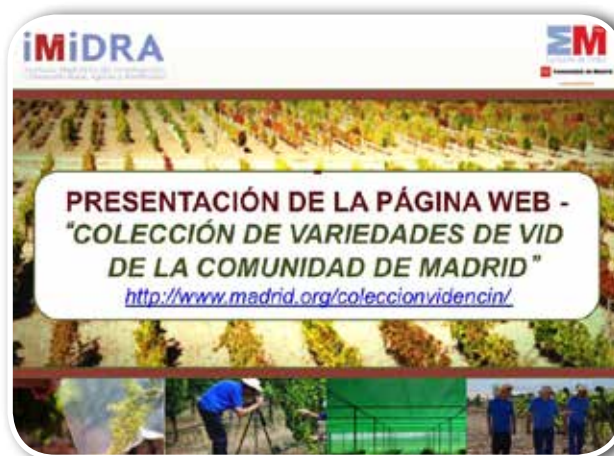 iMiDRA
PRESENTACIÓN DE LA PÁGINA WEB -
"COLECCIÓN DE VARIEDADES DE VID
DE LA COMUNIDAD DE MADRID"
http://www.madrid.org/coleccionvidencin/